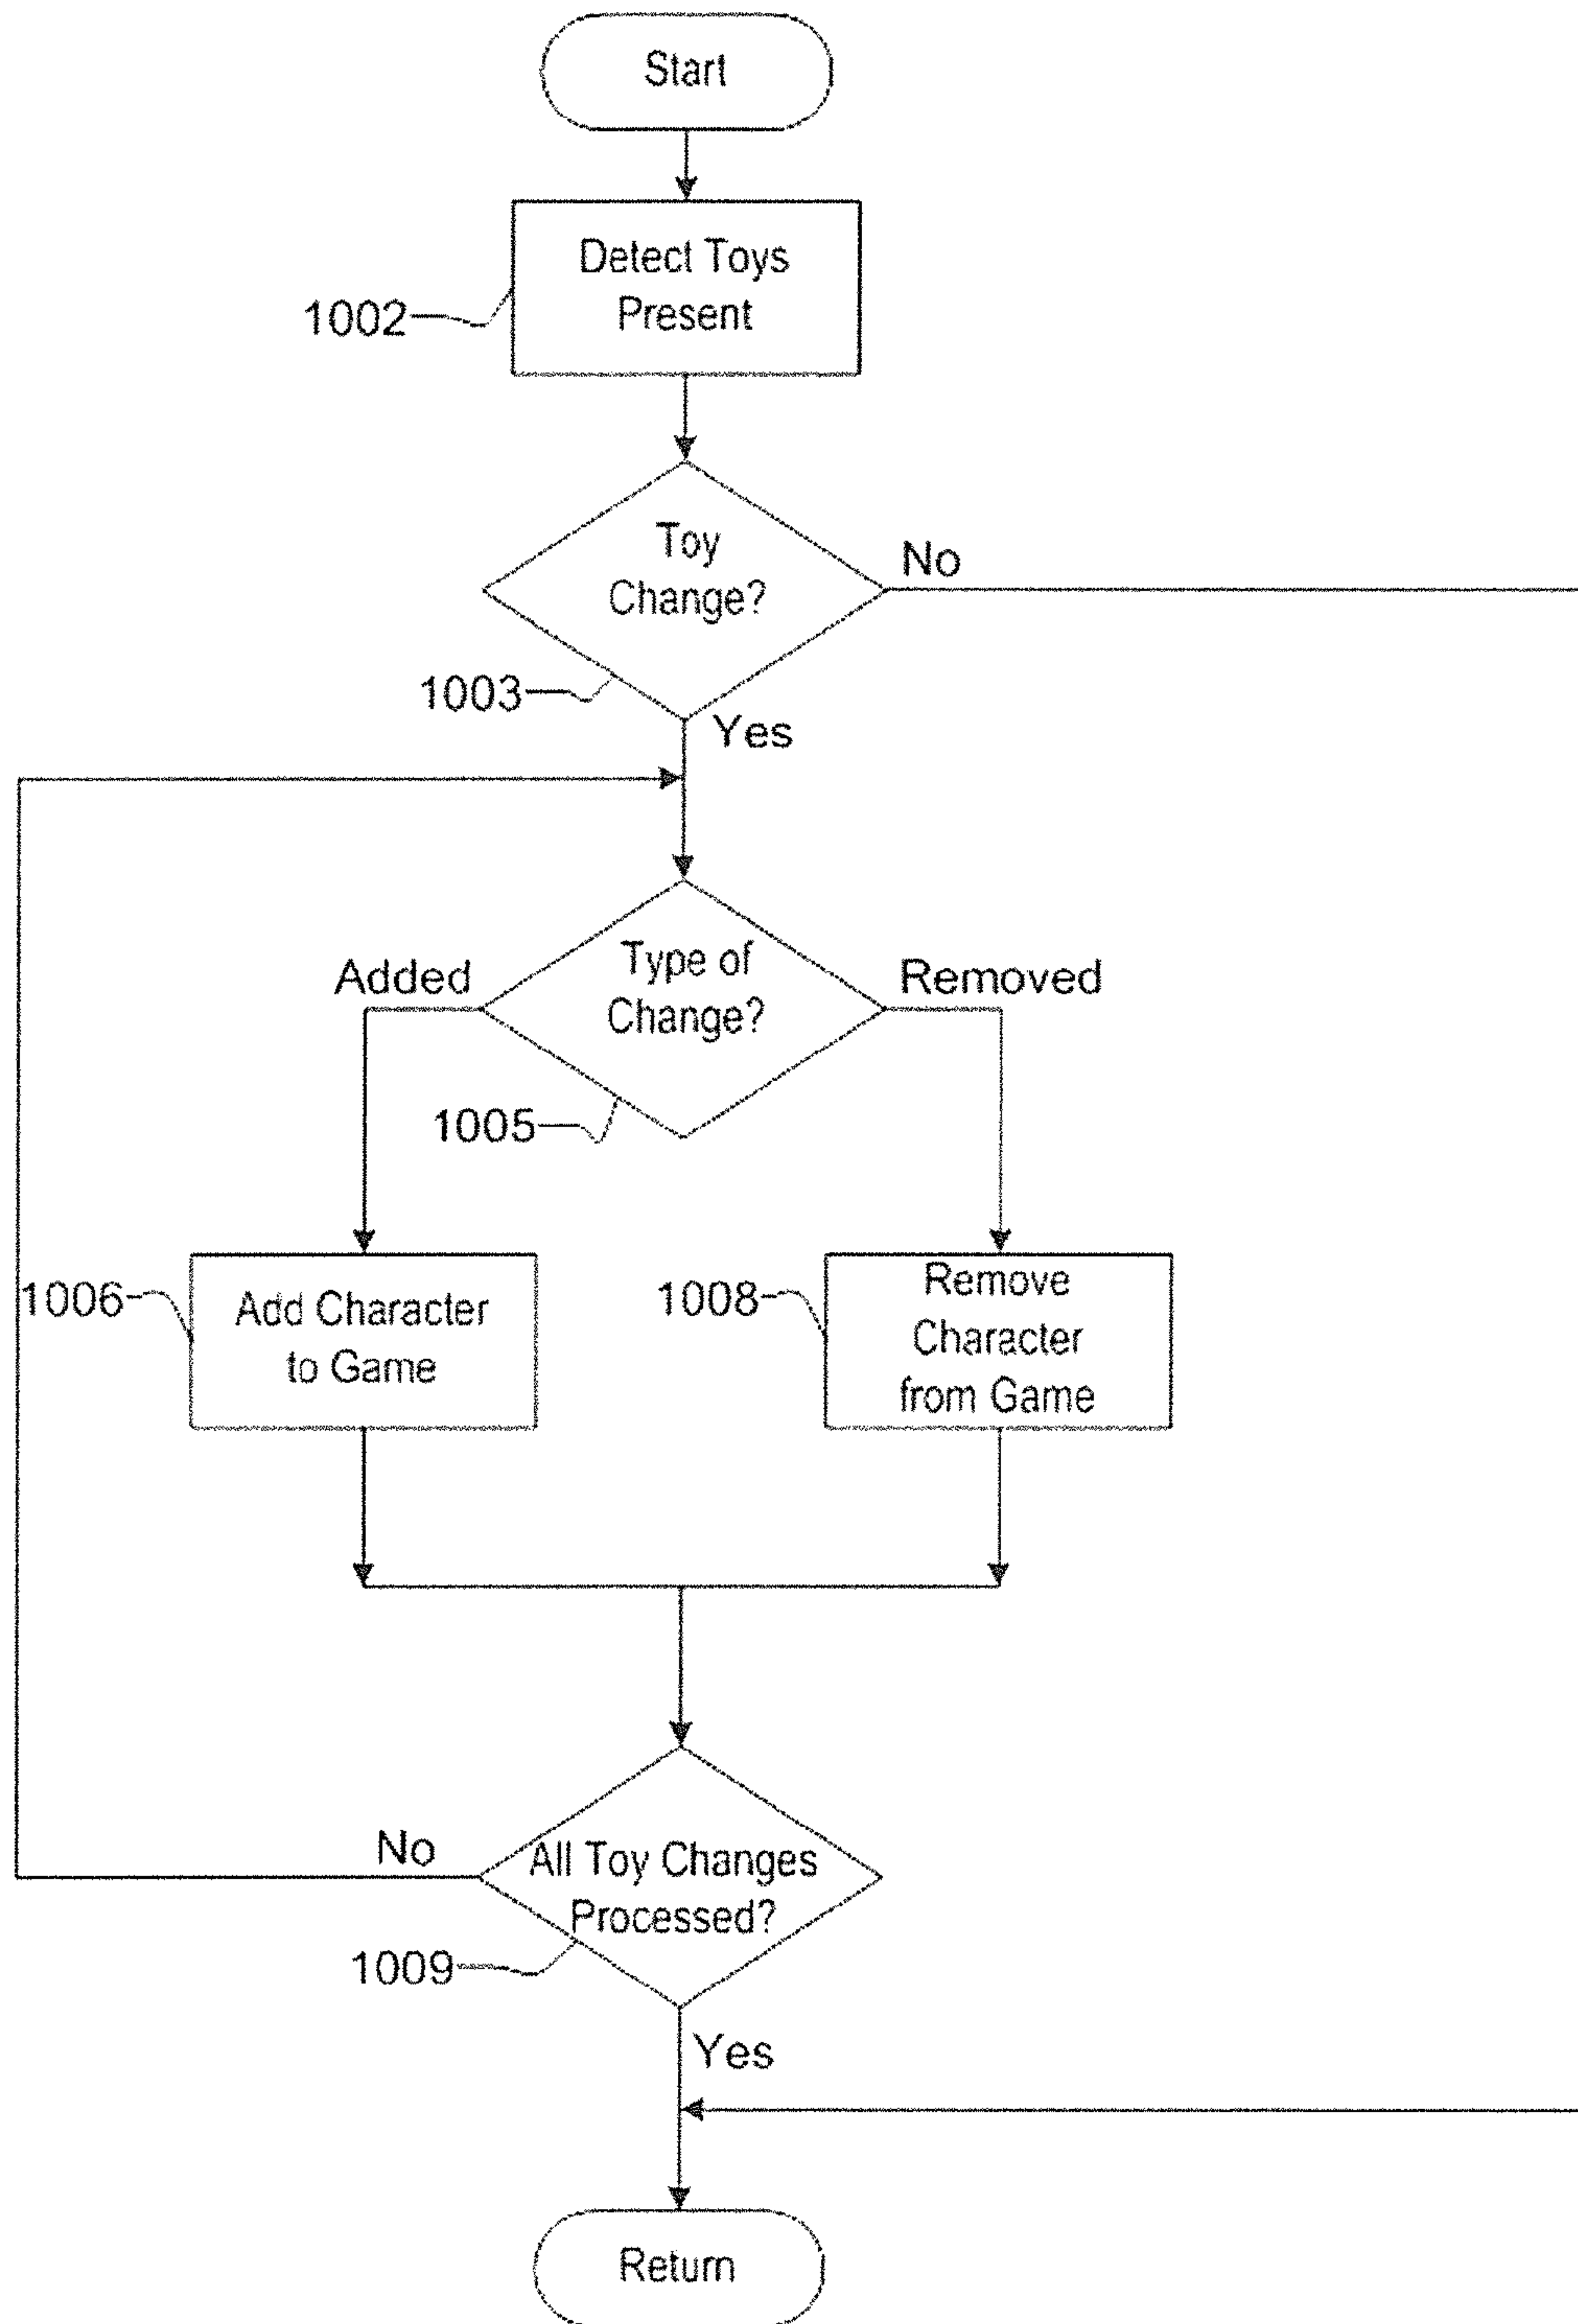 Start
Detect Toys
Present
1002
Toy
Change?
No
1003
Yes
Type of
Change?
Added
Removed
1005
1006
Add Character
to Game
1008
Remove
Character
from Game
No
All Toy Changes
Processed?
1009
Yes
Return